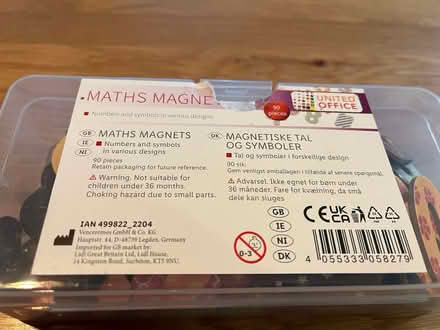 MATHS MAGNE
Numbers and symbols in various designs
90
pieces
UNITED
OFFICE
GB MATHS MAGNETS
IE Numbers and symbols
NI in various designs
90 pieces
Retain packaging for future reference.
Warning. Not suitable for
children under 36 months.
Choking hazard due to small parts.
DK MAGNETISKE TAL
OG SYMBOLER
Tal og symboler i forskellige design
90 stk.
Gem venligst emballagen i tilfælde af senere spørgsmål.
Advarsel. Ikke egnet for børn under
36 måneder. Fare for kvælning, da små
dele kan sluges
IAN 499822_2204
Venceremos GmbH & Co. KG
Hauptstr. 44, D-48739 Legden, Germany
Imported for GB market by:
Lidl Great Britain Ltd, Lidl House,
14 Kingston Road, Surbiton, KT5 9NU.
0-3
GB
IE
NI
DK
CE UK
CA
4 055333 058279